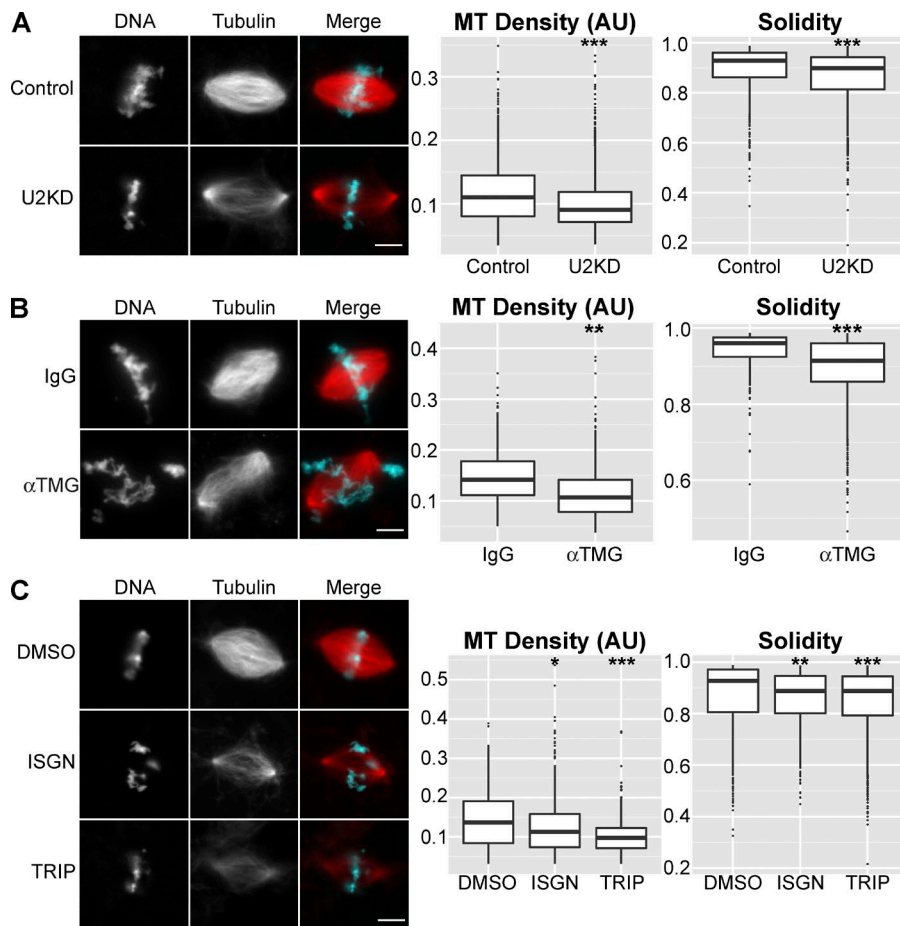 A
DNA Tubulin Merge
MT Density (AU)
Solidity
Control
U2KD
***
0.3
0.2
0.1
0.1
Control U2KD
***
1.0
0.8
0.6
0.4
0.2
Control U2KD
B
DNA Tubulin Merge
MT Density (AU)
Solidity
IgG
αTMG
**
0.4
0.3
0.2
0.1
IgG αTMG
***
1.0
0.8
0.6
IgG αTMG
C
DNA Tubulin Merge
MT Density (AU)
Solidity
DMSO
ISGN
TRIP
* ***
0.5
0.4
0.3
0.2
0.1
DMSO ISGN TRIP
** ***
1.0
0.8
0.6
0.4
0.2
DMSO ISGN TRIP